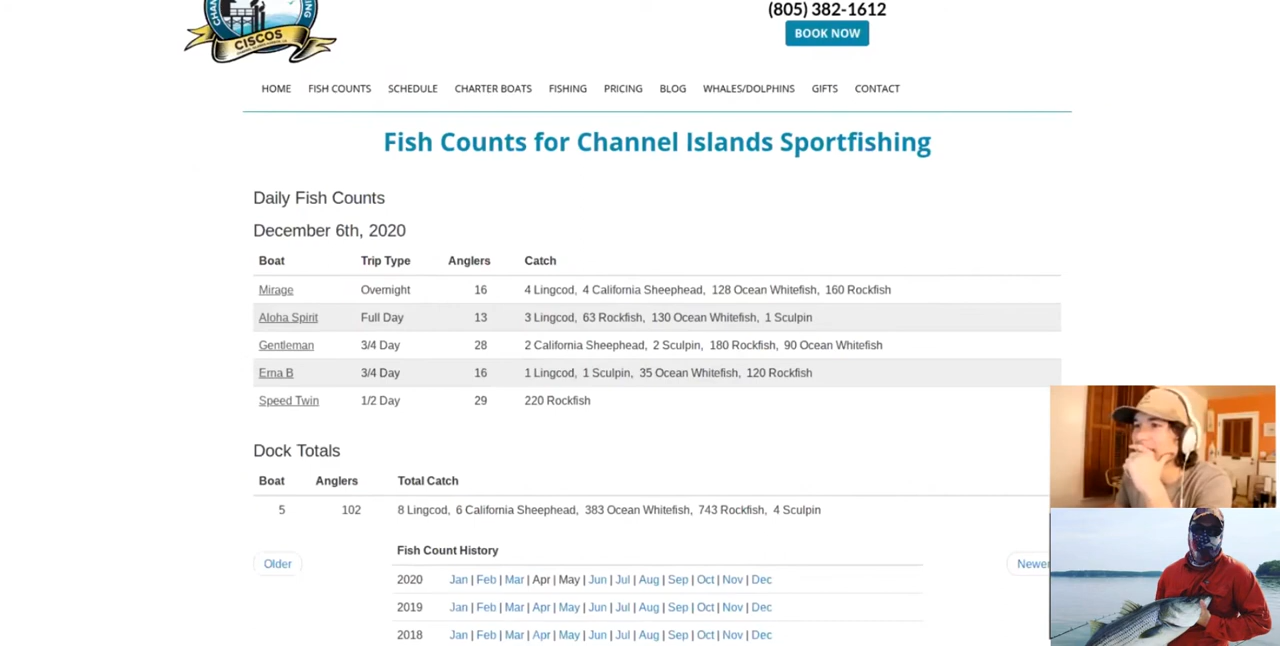 CISCOS
(805) 382-1612
BOOK NOW
HOME FISH COUNTS SCHEDULE CHARTER BOATS FISHING PRICING BLOG WHALES/DOLPHINS GIFTS CONTACT
Fish Counts for Channel Islands Sportfishing
Daily Fish Counts
December 6th, 2020
Boat Trip Type Anglers Catch
Mirage Overnight 16 4 Lingcod, 4 California Sheephead, 128 Ocean Whitefish, 160 Rockfish
Aloha Spirit Full Day 13 3 Lingcod, 63 Rockfish, 130 Ocean Whitefish, 1 Sculpin
Gentleman 3/4 Day 28 2 California Sheephead, 2 Sculpin, 180 Rockfish, 90 Ocean Whitefish
Erna B 3/4 Day 16 1 Lingcod, 1 Sculpin, 35 Ocean Whitefish, 120 Rockfish
Speed Twin 1/2 Day 29 220 Rockfish
Dock Totals
Boat Anglers Total Catch
5 102 8 Lingcod, 6 California Sheephead, 383 Ocean Whitefish, 743 Rockfish, 4 Sculpin
Fish Count History
Older Newer
2020 Jan | Feb | Mar | Apr | May | Jun | Jul | Aug | Sep | Oct | Nov | Dec
2019 Jan | Feb | Mar | Apr | May | Jun | Jul | Aug | Sep | Oct | Nov | Dec
2018 Jan | Feb | Mar | Apr | May | Jun | Jul | Aug | Sep | Oct | Nov | Dec